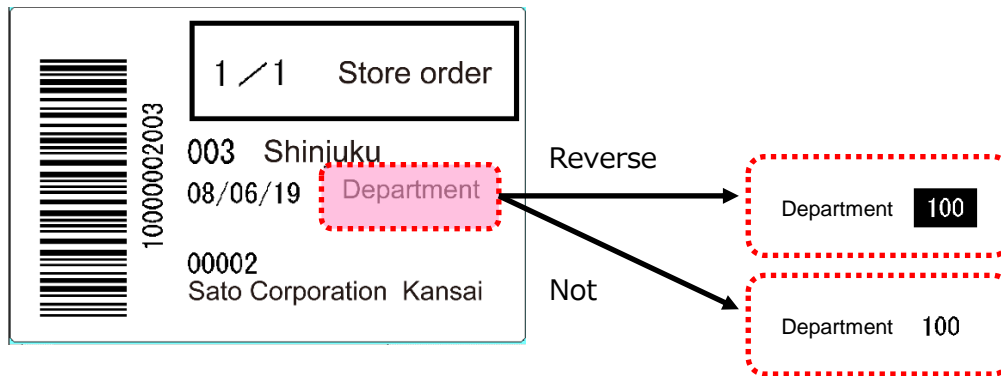 1／1 Store order
100000002003
003 Shinjuku
08/06/19 Department
00002
Sato Corporation Kansai
Reverse
Department 100
Not
Department 100